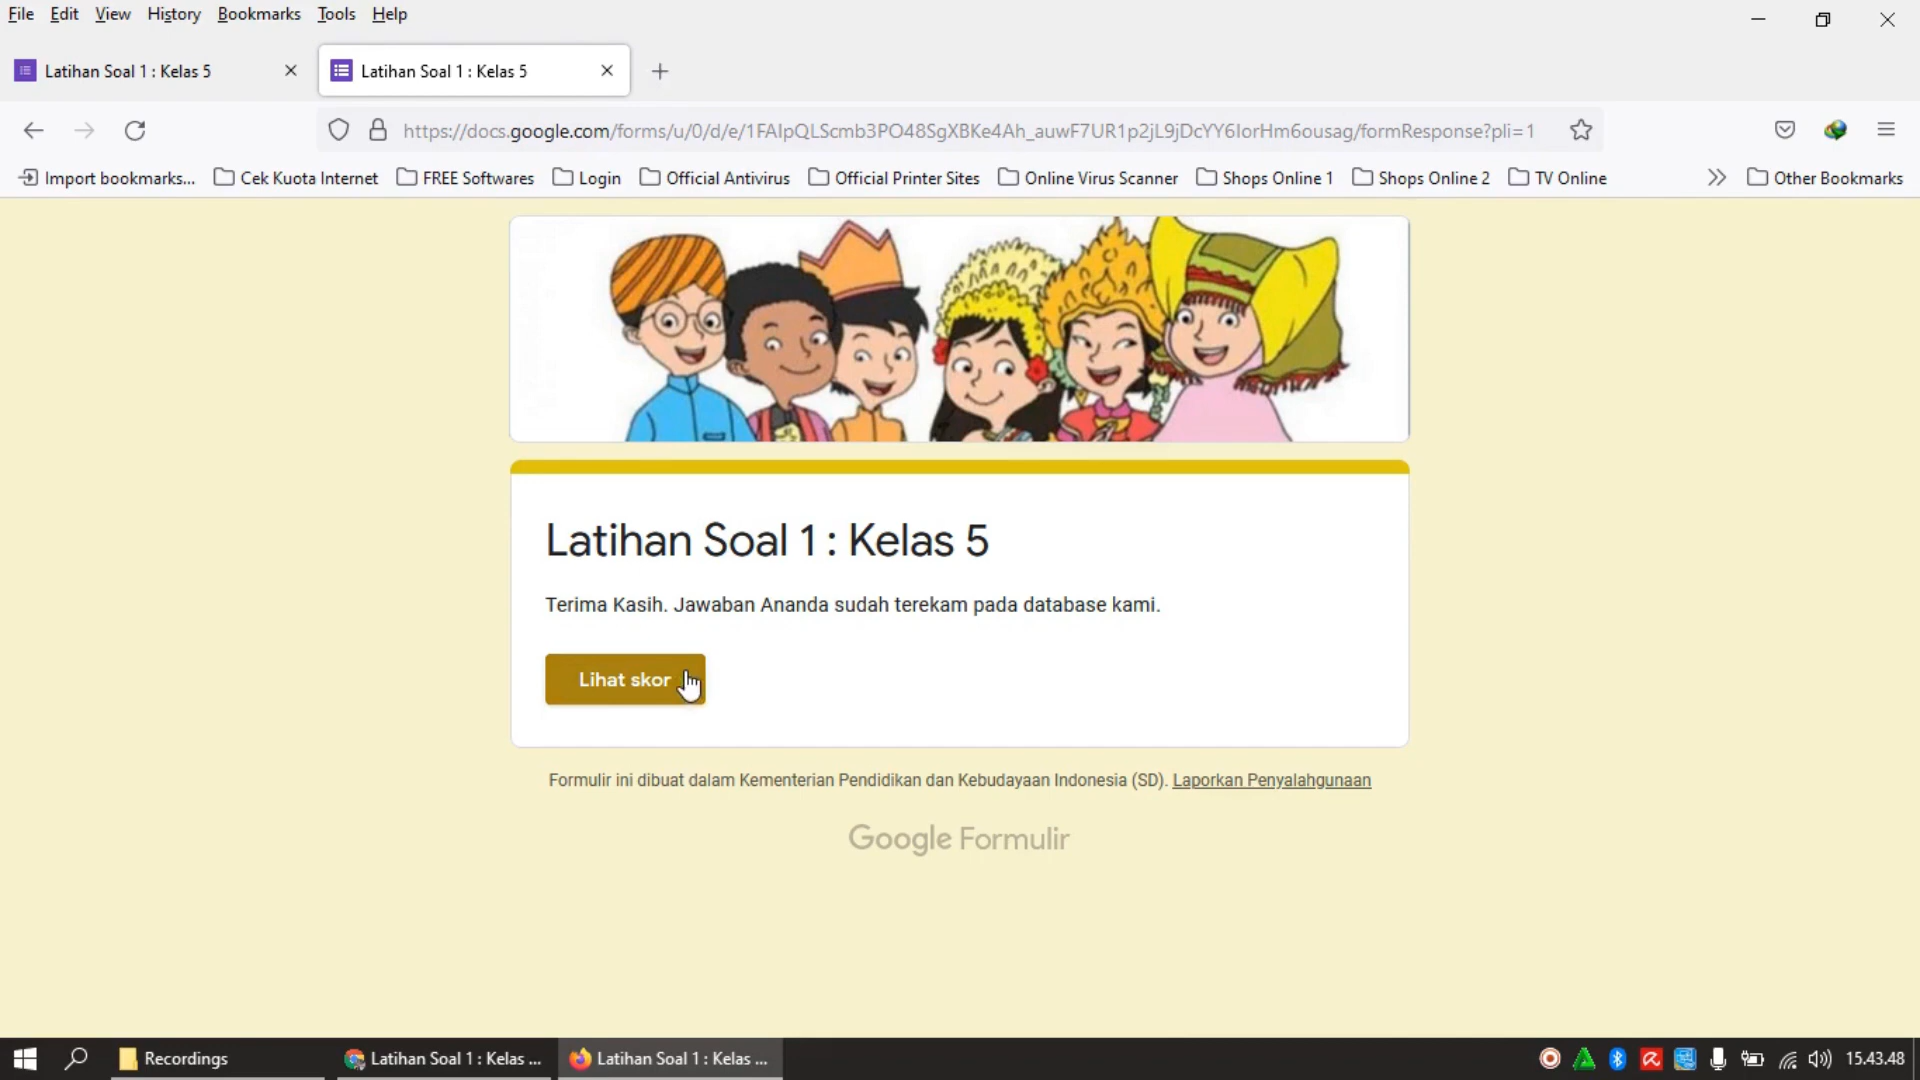 File Edit View History Bookmarks Tools Help
Latihan Soal 1 : Kelas 5
Latihan Soal 1 : Kelas 5
https://docs.google.com/forms/u/0/d/e/1FAIpQLScmb3PO48SgXBKe4Ah_auwF7UR1p2jL9jDcYY6IorHm6ousag/formResponse?pli=1
Import bookmarks... Cek Kuota Internet FREE Softwares Login Official Antivirus Official Printer Sites Online Virus Scanner Shops Online 1 Shops Online 2 TV Online Other Bookmarks
Latihan Soal 1 : Kelas 5
Terima Kasih. Jawaban Ananda sudah terekam pada database kami.
Lihat skor
Formulir ini dibuat dalam Kementerian Pendidikan dan Kebudayaan Indonesia (SD). Laporkan Penyalahgunaan
Google Formulir
Recordings Latihan Soal 1 : Kelas ... Latihan Soal 1 : Kelas ... 15.43.48